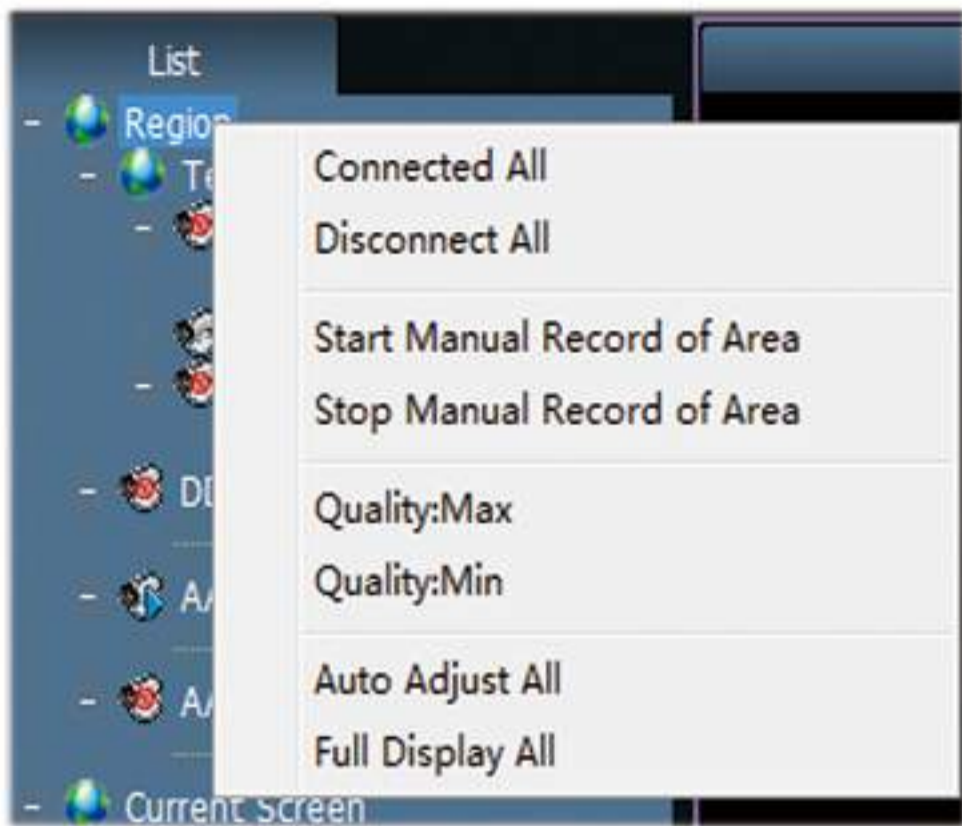 List
Region
Connected All
Disconnect All
Start Manual Record of Area
Stop Manual Record of Area
Quality:Max
Quality:Min
Auto Adjust All
Full Display All
Current Screen